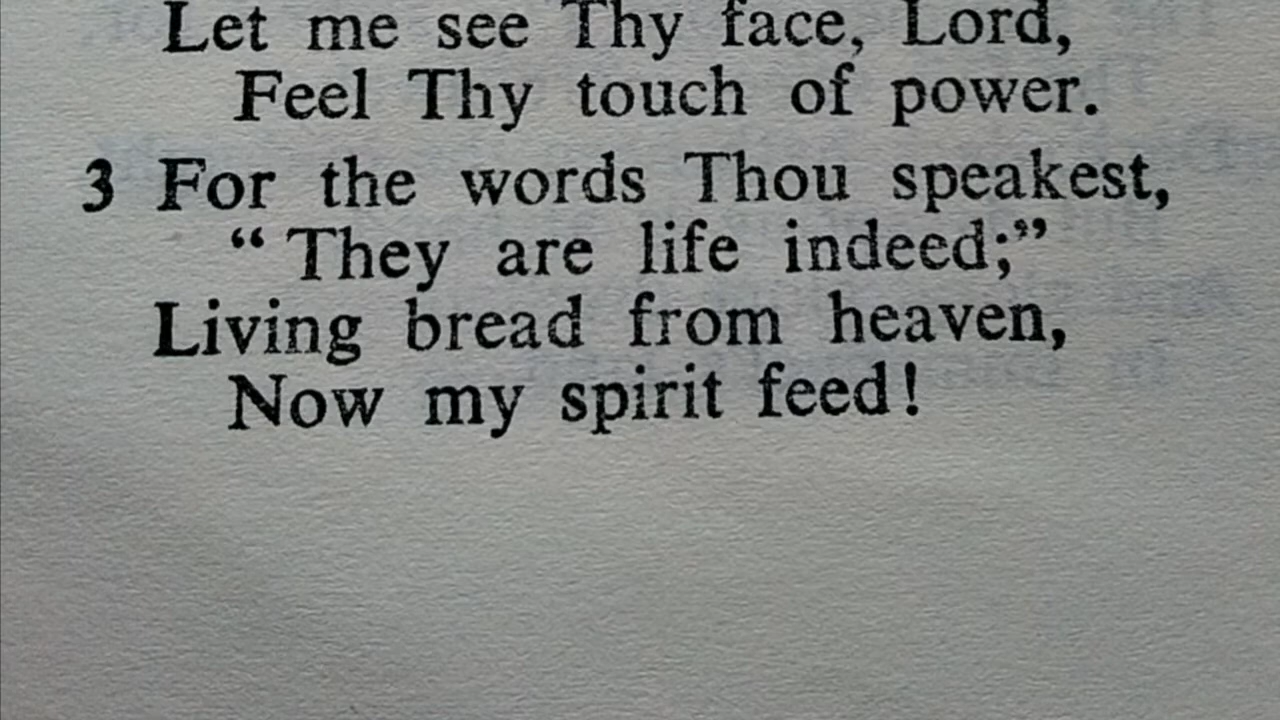 Let me see Thy face, Lord,
Feel Thy touch of power.
3 For the words Thou speakest,
“ They are life indeed;”
Living bread from heaven,
Now my spirit feed!